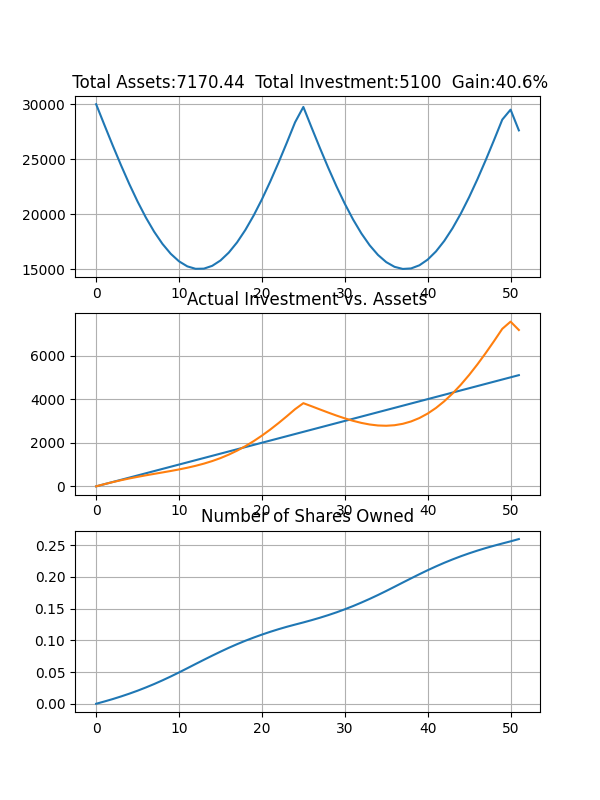 Total Assets:7170.44  Total Investment:5100  Gain:40.6%
30000
25000
20000
15000
0 10 20 30 40 50
Actual Investment vs. Assets
6000
4000
2000
0
0 10 20 30 40 50
Number of Shares Owned
0.25
0.20
0.15
0.10
0.05
0.00
0 10 20 30 40 50